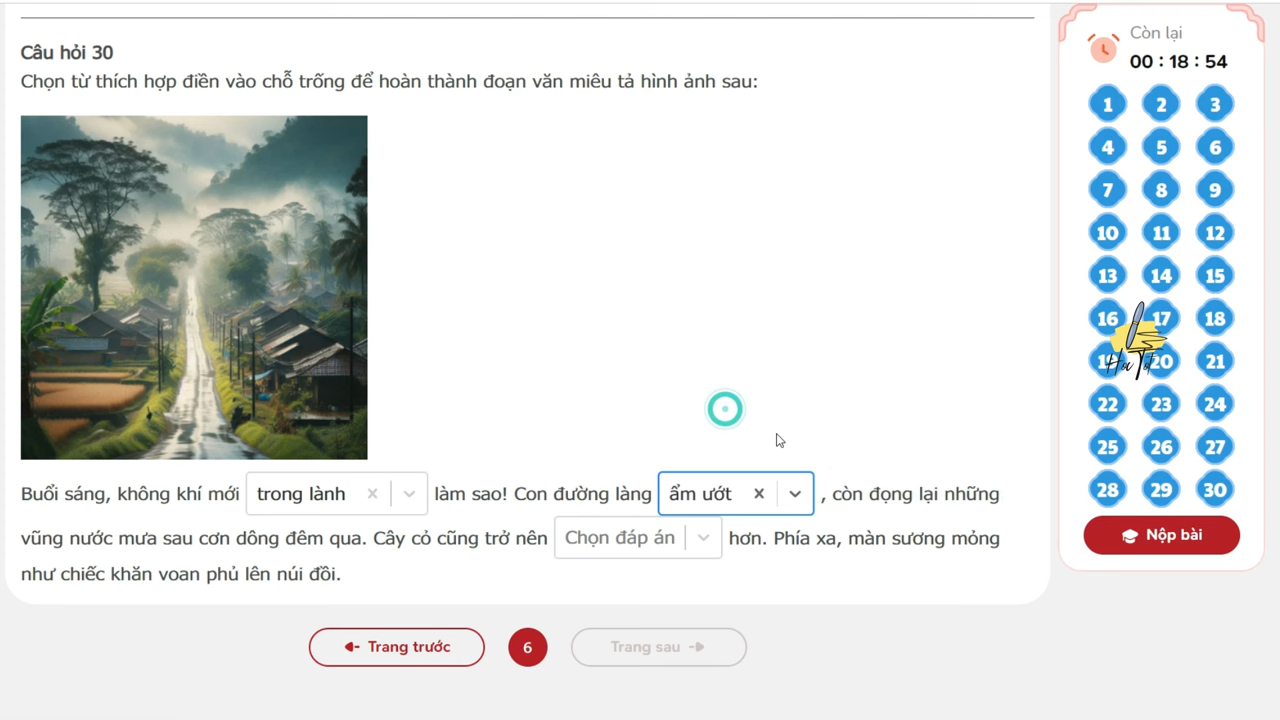 Câu hỏi 30
Chọn từ thích hợp điền vào chỗ trống để hoàn thành đoạn văn miêu tả hình ảnh sau:
Buổi sáng, không khí mới trong lành làm sao! Con đường làng ẩm ướt , còn đọng lại những
vũng nước mưa sau cơn dông đêm qua. Cây cỏ cũng trở nên Chọn đáp án hơn. Phía xa, màn sương mỏng
như chiếc khăn voan phủ lên núi đồi.
Trang trước 6 Trang sau
Còn lại
00 : 18 : 54
1 2 3
4 5 6
7 8 9
10 11 12
13 14 15
16 17 18
19 20 21
Học Tốt
22 23 24
25 26 27
28 29 30
Nộp bài